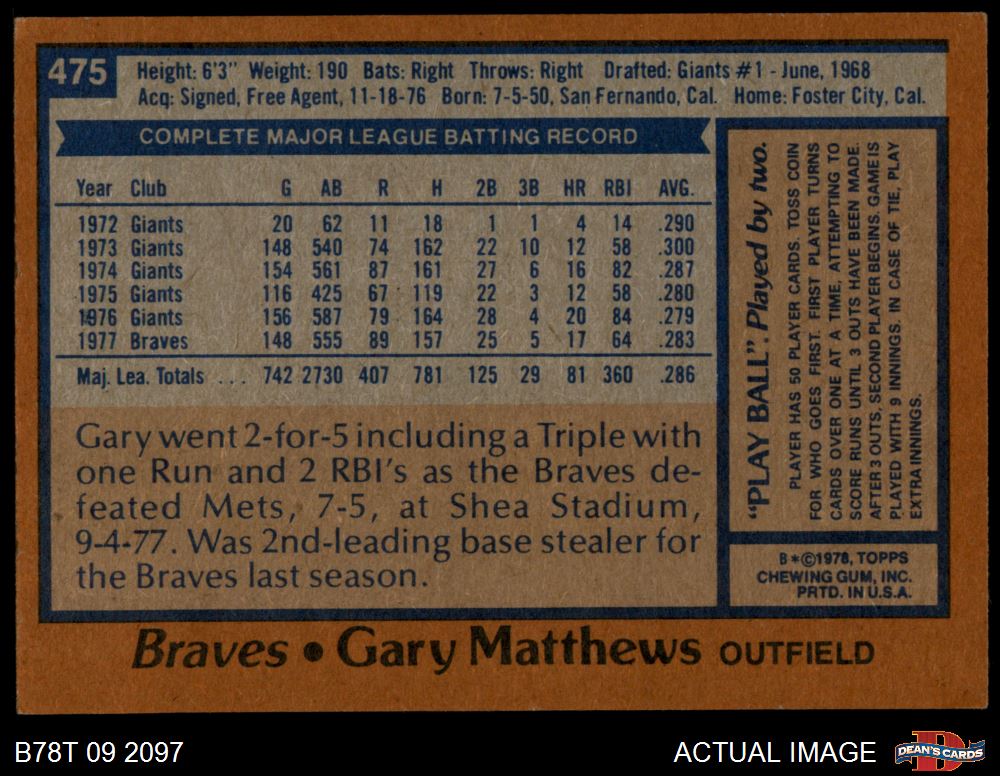 475
Height: 6'3" Weight: 190 Bats: Right Throws: Right Drafted: Giants #1 - June, 1968
Acq: Signed, Free Agent, 11-18-76 Born: 7-5-50, San Fernando, Cal. Home: Foster City, Cal.
COMPLETE MAJOR LEAGUE BATTING RECORD
Year Club G AB R H 2B 3B HR RBI AVG.
1972 Giants 20 62 11 18 1 1 4 14 .290
1973 Giants 148 540 74 162 22 10 12 58 .300
1974 Giants 154 561 87 161 27 6 16 82 .287
1975 Giants 116 425 67 119 22 3 12 58 .280
1976 Giants 156 587 79 164 28 4 20 84 .279
1977 Braves 148 555 89 157 25 5 17 64 .283
Maj. Lea. Totals ... 742 2730 407 781 125 29 81 360 .286
Gary went 2-for-5 including a Triple with
one Run and 2 RBI's as the Braves de-
feated Mets, 7-5, at Shea Stadium,
9-4-77. Was 2nd-leading base stealer for
the Braves last season.
"PLAY BALL". Played by two.
PLAYER HAS 50 PLAYER CARDS. TOSS COIN
FOR WHO GOES FIRST. FIRST PLAYER TURNS
CARDS OVER ONE AT A TIME, ATTEMPTING TO
SCORE RUNS UNTIL 3 OUTS HAVE BEEN MADE.
AFTER 3 OUTS, SECOND PLAYER BEGINS. GAME IS
PLAYED WITH 9 INNINGS. IN CASE OF TIE, PLAY
EXTRA INNINGS.
B*©1978, TOPPS
CHEWING GUM, INC.
PRTD. IN U.S.A.
Braves • Gary Matthews OUTFIELD
B78T 09 2097
ACTUAL IMAGE
D
DEAN'S CARDS